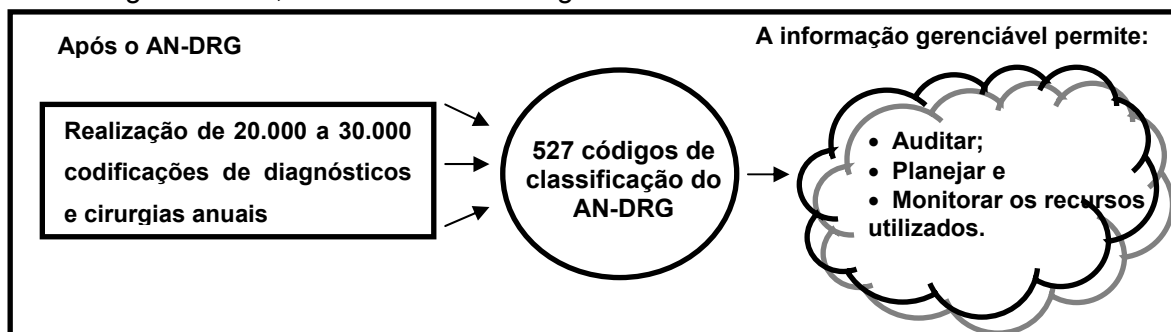 Após o AN-DRG
A informação gerenciável permite:
Realização de 20.000 a 30.000
codificações de diagnósticos
e cirurgias anuais
527 códigos de
classificação do
AN-DRG
• Auditar;
• Planejar e
• Monitorar os recursos
utilizados.